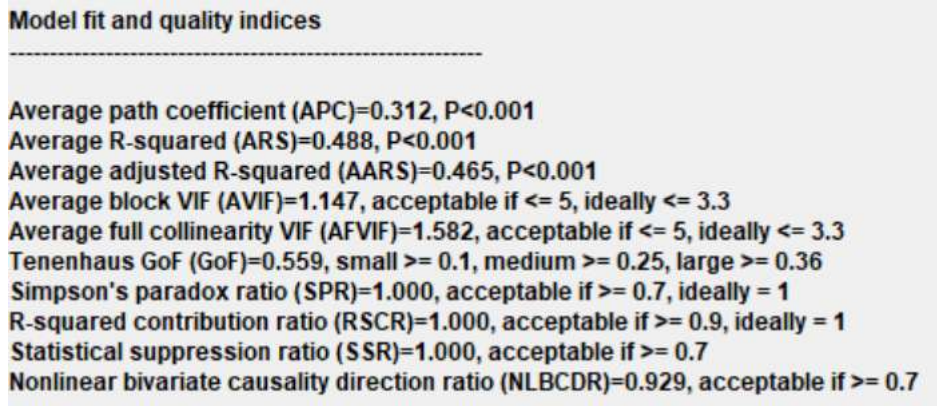 Model fit and quality indices
-----------------------------------------------------------
Average path coefficient (APC)=0.312, P<0.001
Average R-squared (ARS)=0.488, P<0.001
Average adjusted R-squared (AARS)=0.465, P<0.001
Average block VIF (AVIF)=1.147, acceptable if <= 5, ideally <= 3.3
Average full collinearity VIF (AFVIF)=1.582, acceptable if <= 5, ideally <= 3.3
Tenenhaus GoF (GoF)=0.559, small >= 0.1, medium >= 0.25, large >= 0.36
Simpson's paradox ratio (SPR)=1.000, acceptable if >= 0.7, ideally = 1
R-squared contribution ratio (RSCR)=1.000, acceptable if >= 0.9, ideally = 1
Statistical suppression ratio (SSR)=1.000, acceptable if >= 0.7
Nonlinear bivariate causality direction ratio (NLBCDR)=0.929, acceptable if >= 0.7